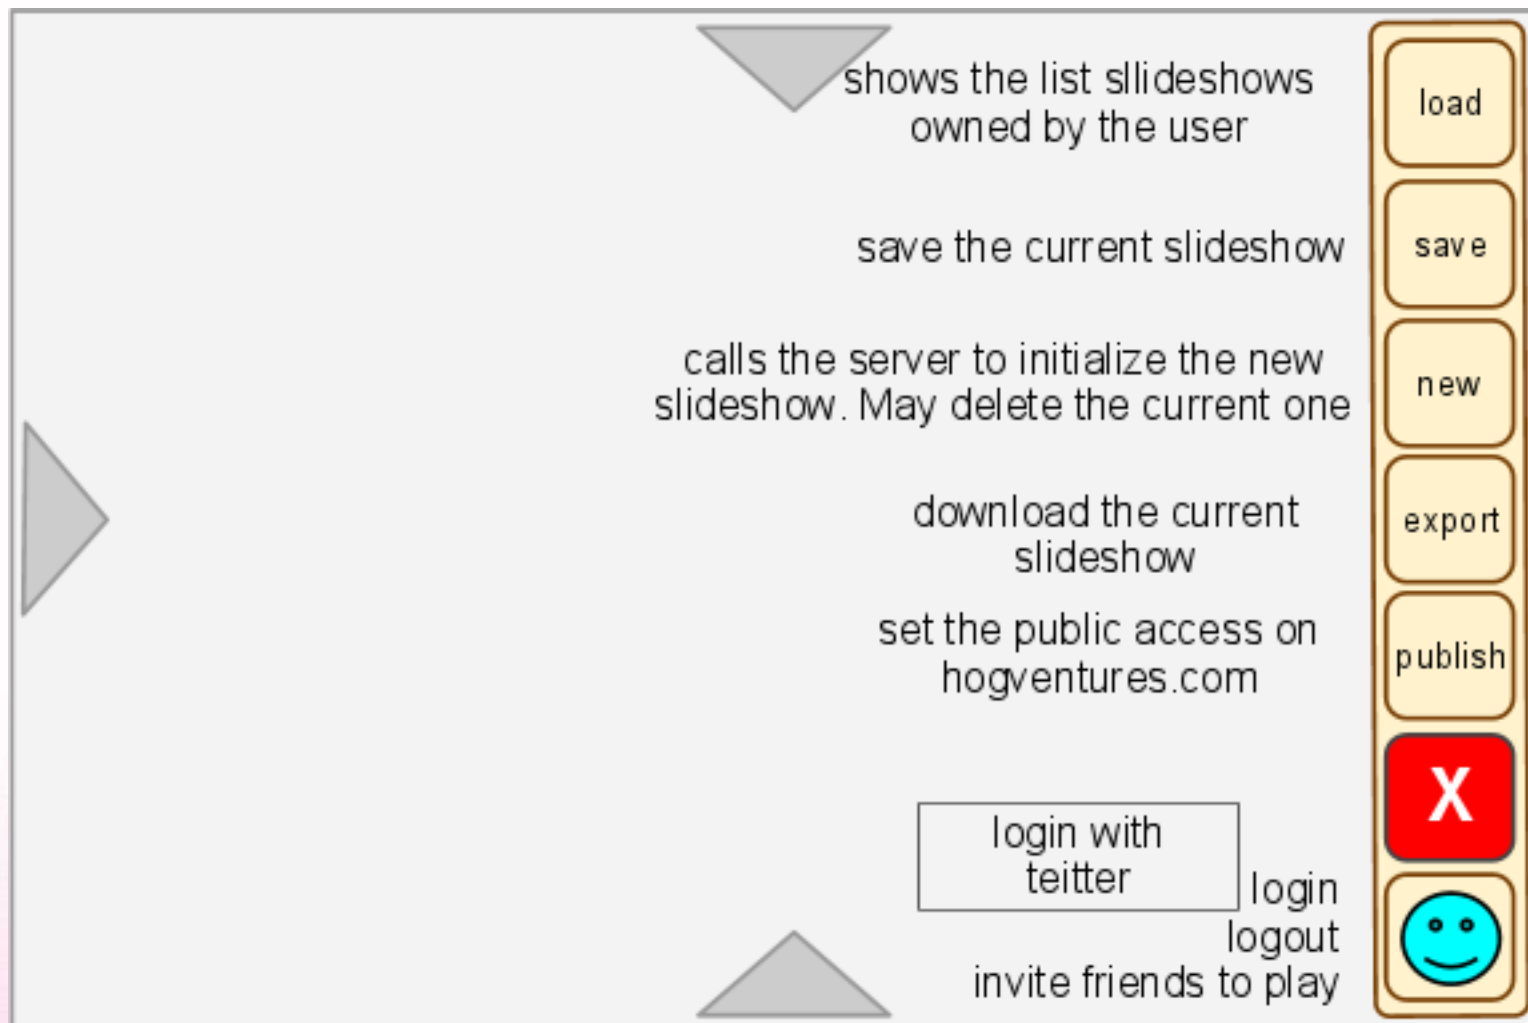 shows the list sllideshows
owned by the user
load
save the current slideshow
save
calls the server to initialize the new
slideshow. May delete the current one
new
download the current
slideshow
export
set the public access on
hogventures.com
publish
X
login with
teitter
login
logout
invite friends to play